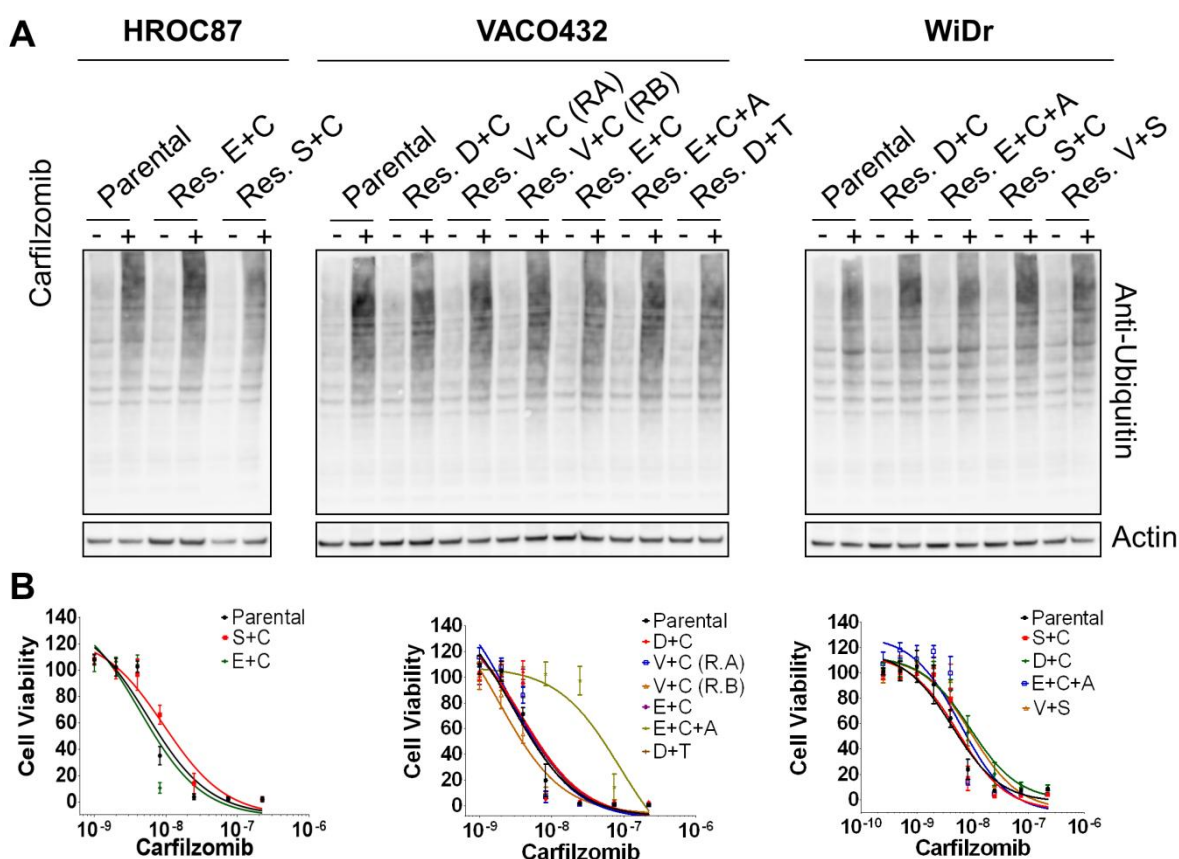 A
HROC87
VACO432
WiDr
Carfilzomib
Parental
Res. E+C
Res. S+C
Parental
Res. D+C
Res. V+C (RA)
Res. V+C (RB)
Res. E+C
Res. E+C+A
Res. D+T
Parental
Res. D+C
Res. E+C+A
Res. S+C
Res. V+S
- + - + - +
- + - + - + - + - + - + - +
- + - + - + - + - +
Anti-Ubiquitin
Actin
B
Cell Viability
140
120
100
80
60
40
20
0
10⁻⁹ 10⁻⁸ 10⁻⁷ 10⁻⁶
Carfilzomib
Parental
S+C
E+C
Cell Viability
140
120
100
80
60
40
20
0
10⁻⁹ 10⁻⁸ 10⁻⁷ 10⁻⁶
Carfilzomib
Parental
D+C
V+C (R.A)
V+C (R.B)
E+C
E+C+A
D+T
Cell Viability
140
120
100
80
60
40
20
0
10⁻¹⁰ 10⁻⁹ 10⁻⁸ 10⁻⁷ 10⁻⁶
Carfilzomib
Parental
S+C
D+C
E+C+A
V+S